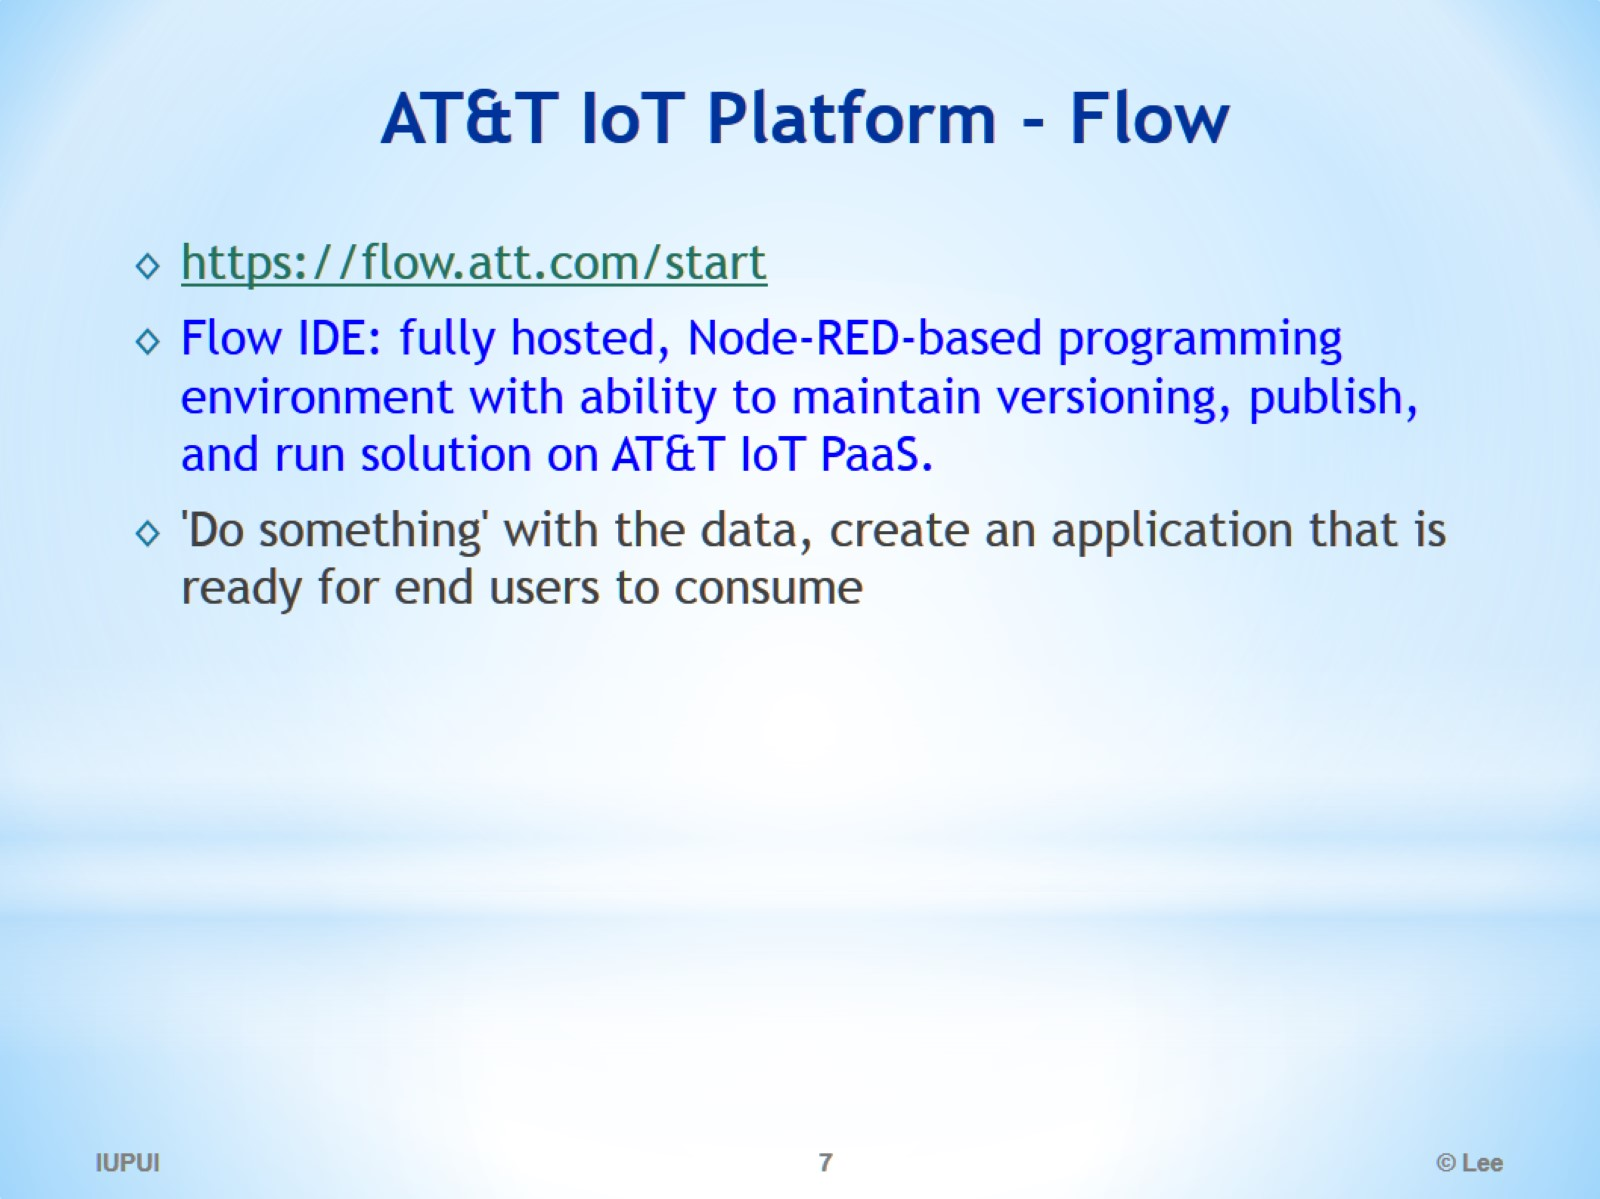 AT&T IoT Platform - Flow
◇ https://flow.att.com/start
◇ Flow IDE: fully hosted, Node-RED-based programming
environment with ability to maintain versioning, publish,
and run solution on AT&T IoT PaaS.
◇ 'Do something' with the data, create an application that is
ready for end users to consume
IUPUI
7
© Lee